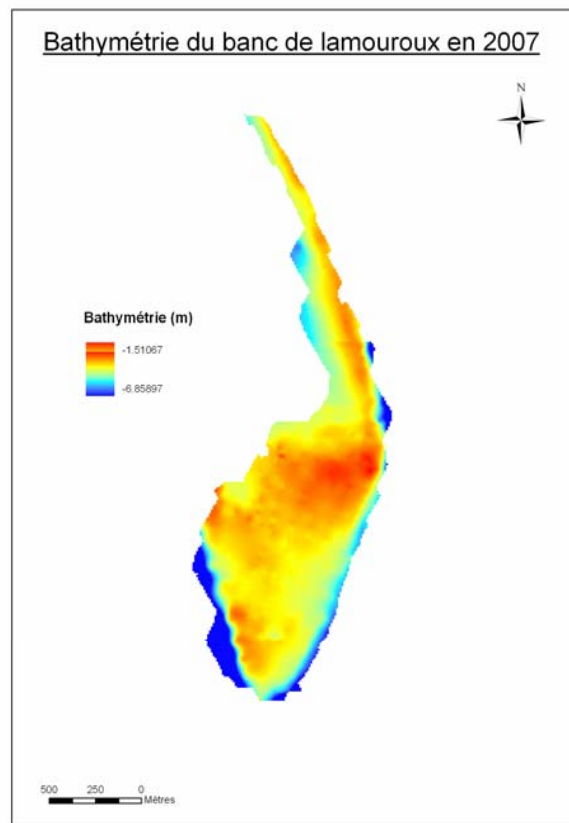 Bathymétrie du banc de lamouroux en 2007
N
Bathymétrie (m)
-1.51067
-6.85897
500 250 0
Mètres